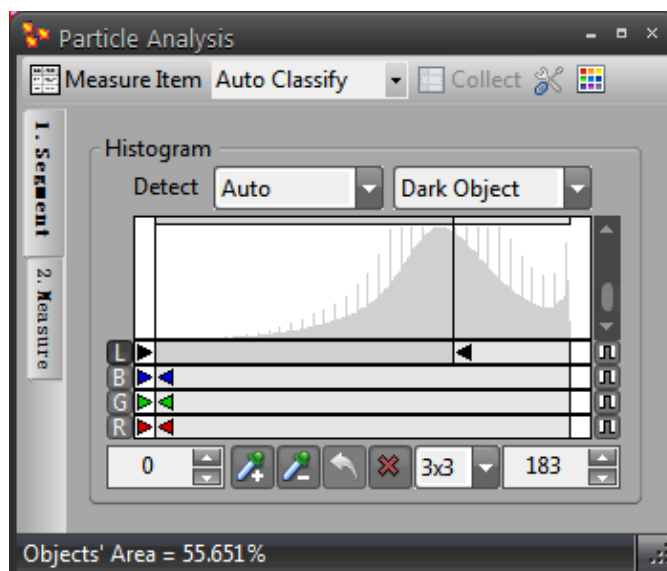 Particle Analysis
Measure Item Auto Classify Collect
1. Segment
2. Measure
Histogram
Detect Auto Dark Object
L
B
G
R
0 3x3 183
Objects' Area = 55.651%